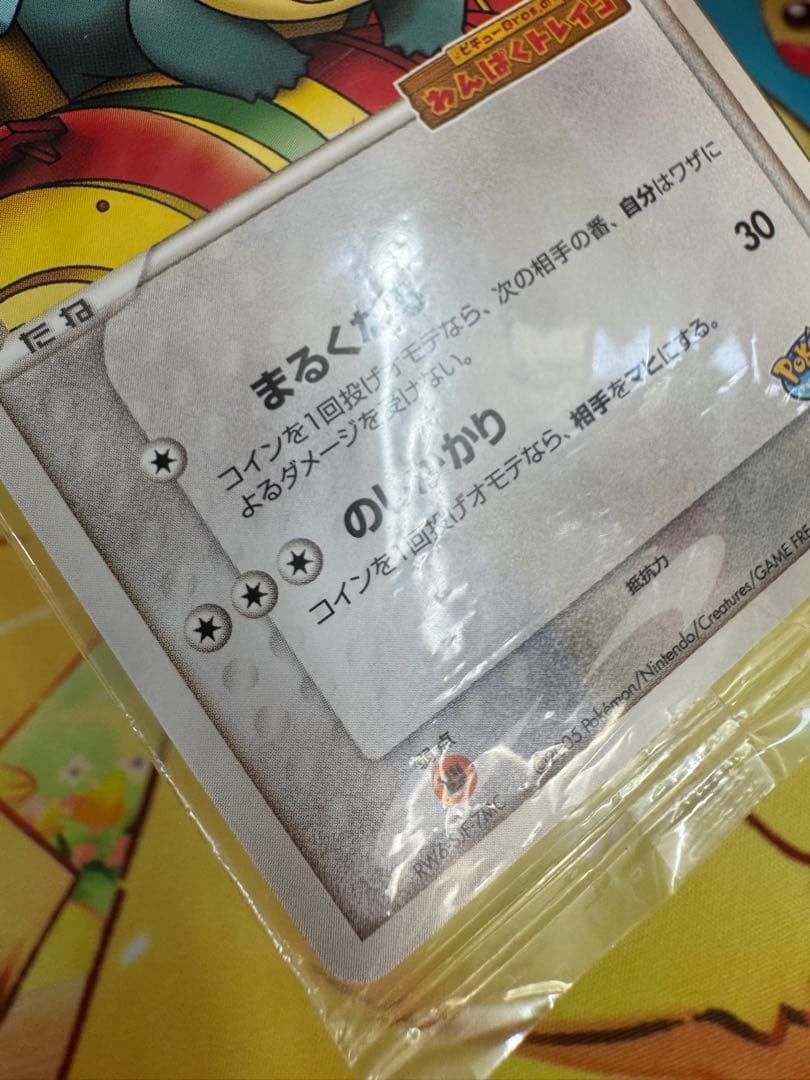 ピチューBros.の
わんぱくトレイン
たね
まるくなる
コインを1回投げオモテなら、次の相手の番、自分はワザに
よるダメージを受けない。
のしかかり 30
コインを1回投げオモテなら、相手をマヒにする。
弱点 抵抗力
©2005 Pokémon/Nintendo/Creatures/GAME FRE